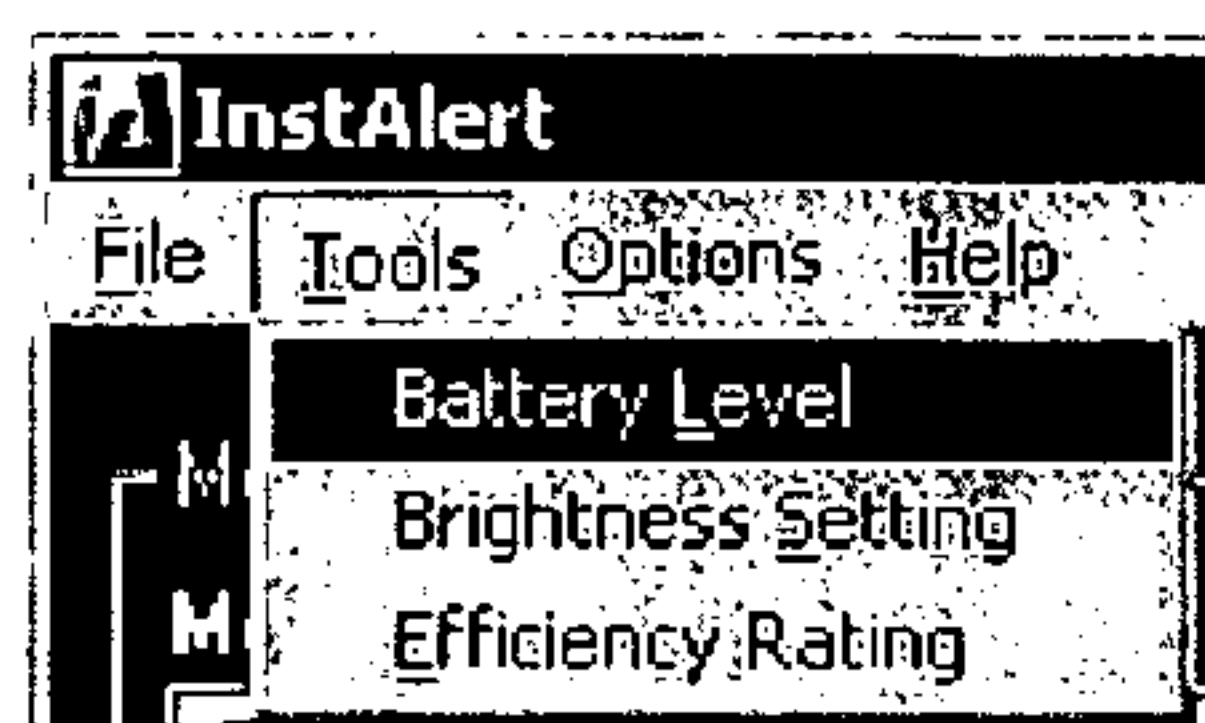 InstAlert
File Tools Options Help
Battery Level
M
Brightness Setting
M
Efficiency Rating